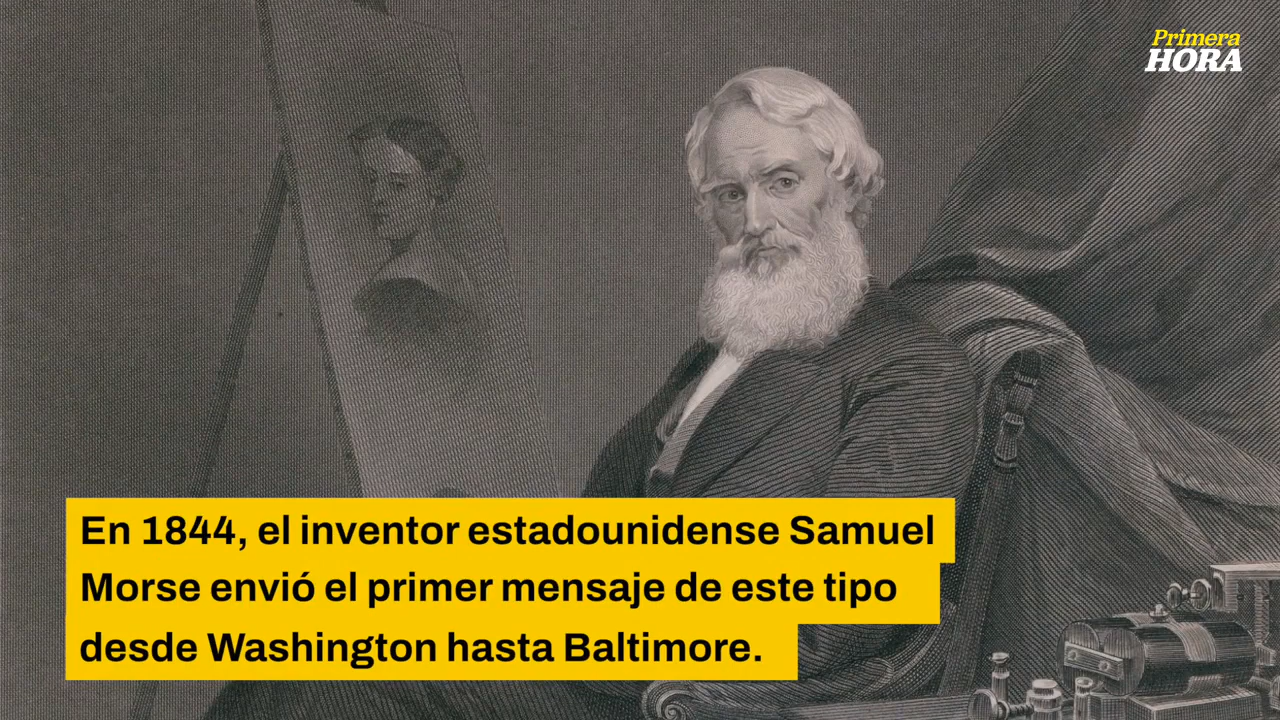 Primera
HORA
En 1844, el inventor estadounidense Samuel
Morse envió el primer mensaje de este tipo
desde Washington hasta Baltimore.